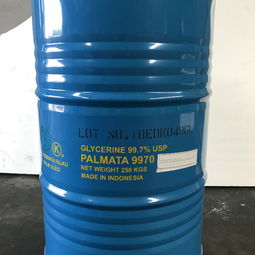 LOT NO.
GLYCERINE 99.7% USP
K
PALMATA 9970
NET WEIGHT 250 KGS
MADE IN INDONESIA